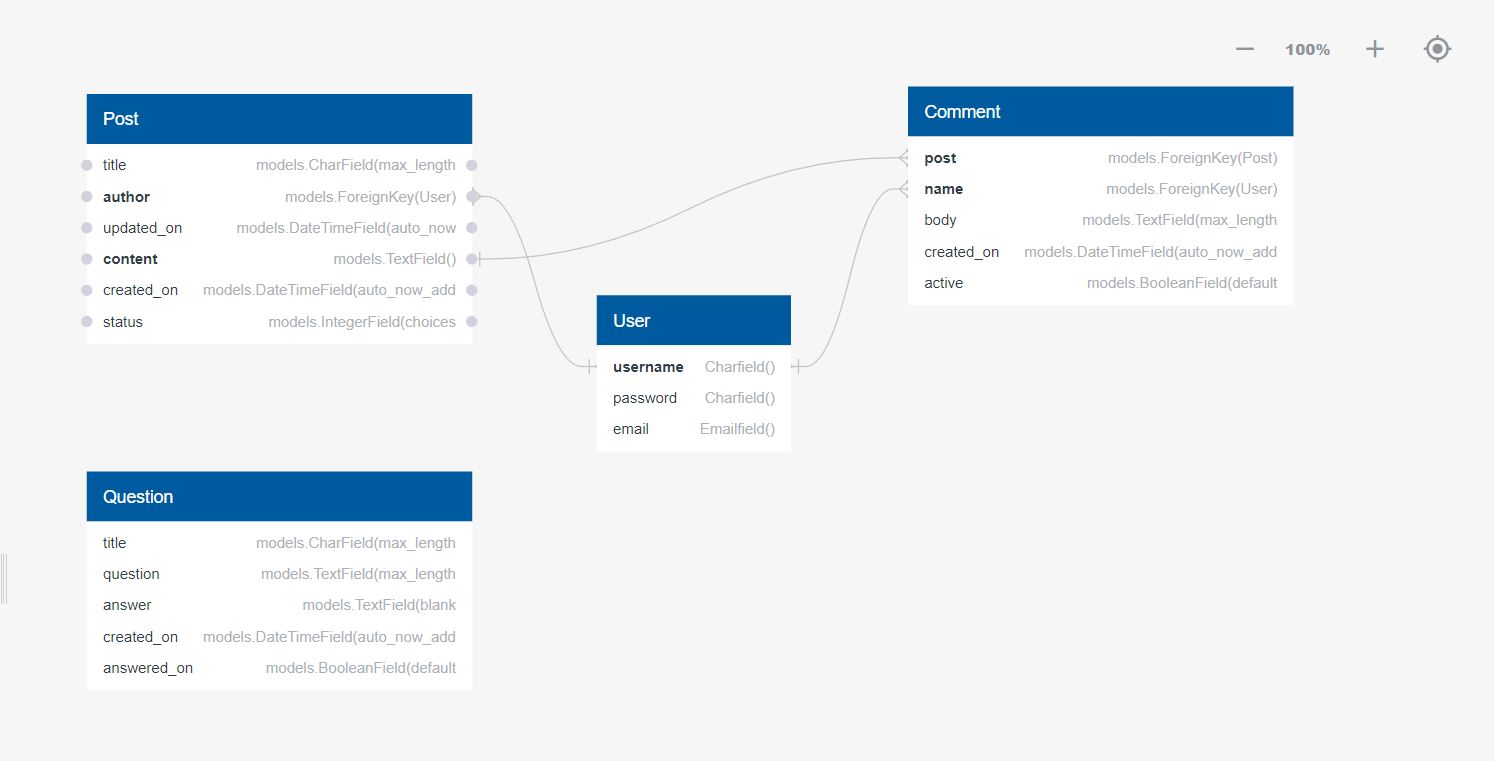 100%
Post
title models.CharField(max_length
author models.ForeignKey(User)
updated_on models.DateTimeField(auto_now
content models.TextField()
created_on models.DateTimeField(auto_now_add
status models.IntegerField(choices
Comment
post models.ForeignKey(Post)
name models.ForeignKey(User)
body models.TextField(max_length
created_on models.DateTimeField(auto_now_add
active models.BooleanField(default
User
username Charfield()
password Charfield()
email Emailfield()
Question
title models.CharField(max_length
question models.TextField(max_length
answer models.TextField(blank
created_on models.DateTimeField(auto_now_add
answered_on models.BooleanField(default